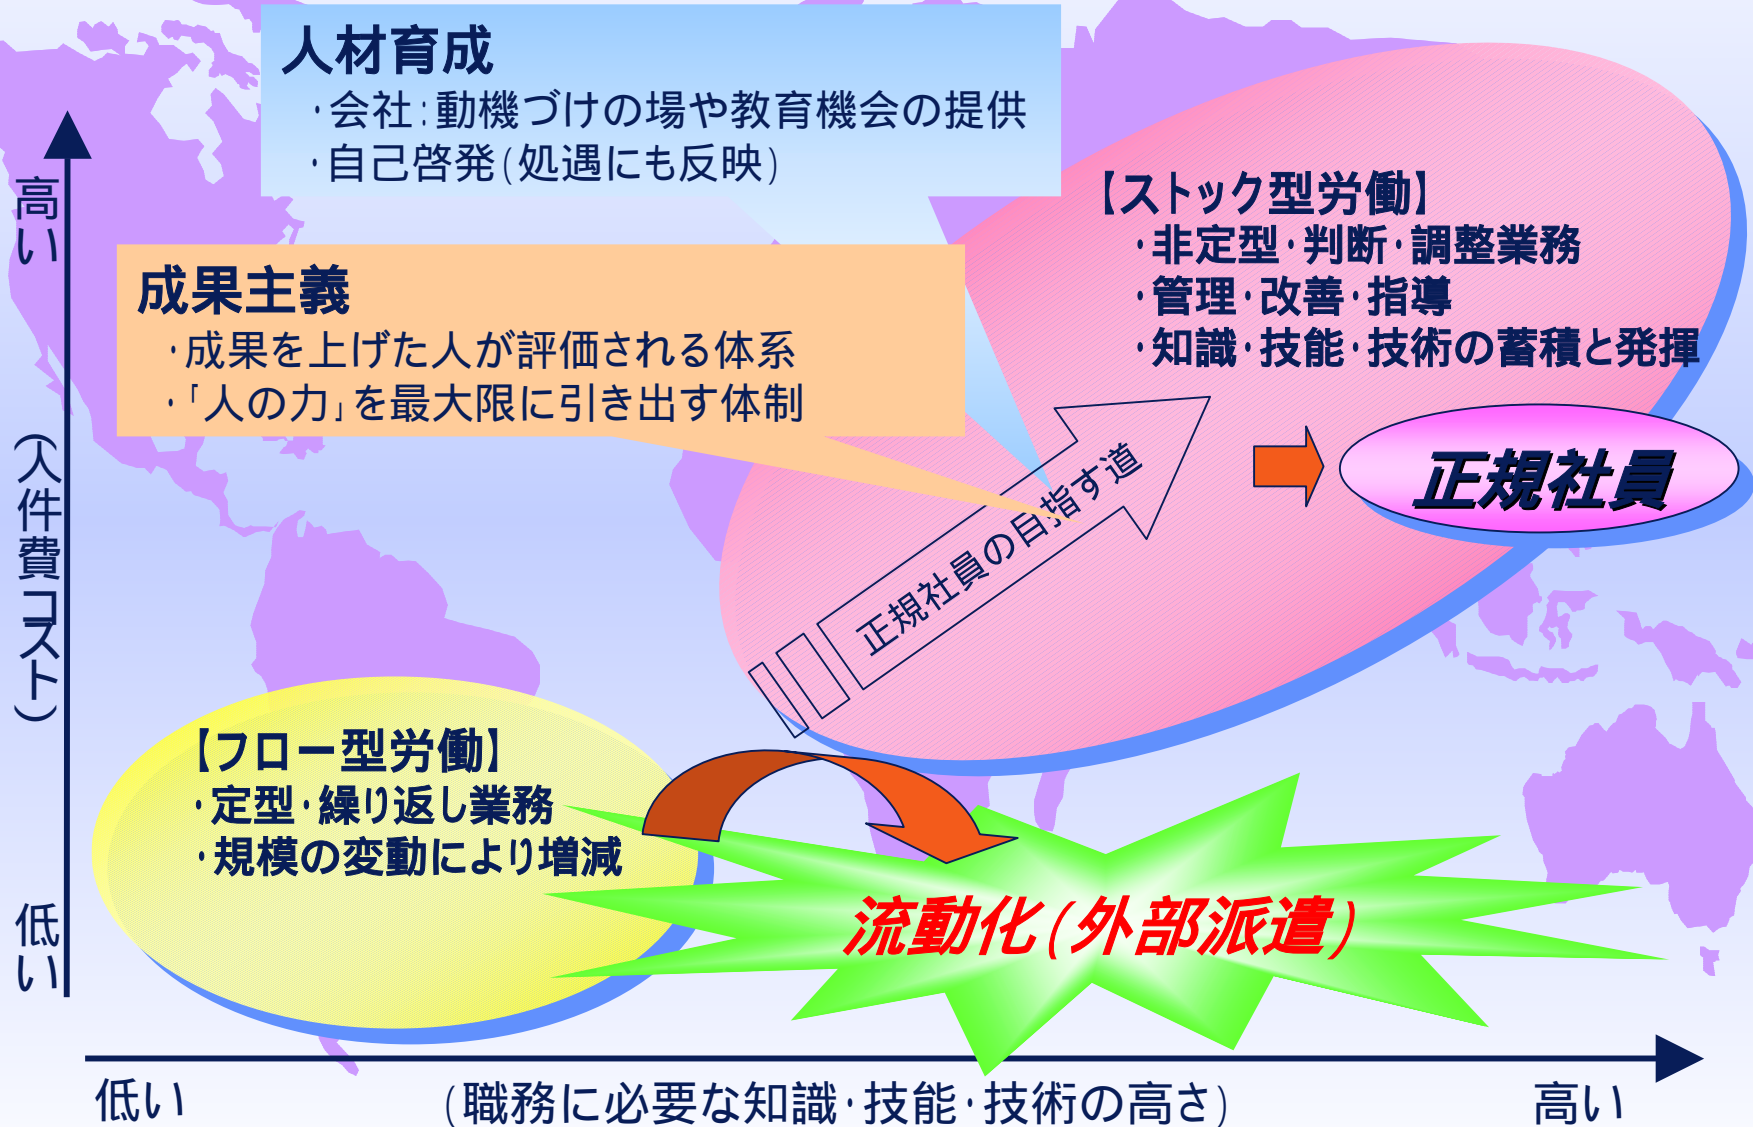 人材育成
・会社:動機づけの場や教育機会の提供
・自己啓発(処遇にも反映)
成果主義
・成果を上げた人が評価される体系
・「人の力」を最大限に引き出す体制
【ストック型労働】
・非定型・判断・調整業務
・管理・改善・指導
・知識・技能・技術の蓄積と発揮
正規社員
正規社員の目指す道
【フロー型労働】
・定型・繰り返し業務
・規模の変動により増減
流動化(外部派遣)
高い
(人件費コスト)
低い
低い
(職務に必要な知識・技能・技術の高さ)
高い